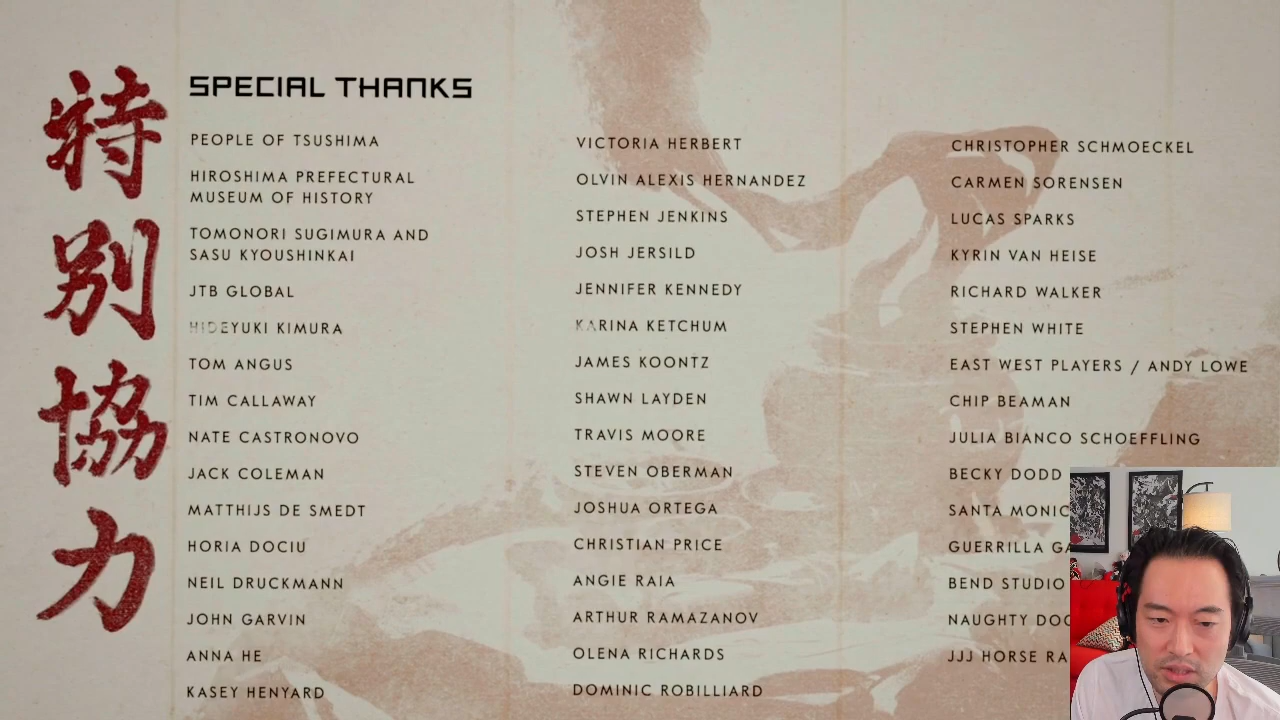 特別協力
SPECIAL THANKS
PEOPLE OF TSUSHIMA
HIROSHIMA PREFECTURAL
MUSEUM OF HISTORY
TOMONORI SUGIMURA AND
SASU KYOUSHINKAI
JTB GLOBAL
HIDEYUKI KIMURA
TOM ANGUS
TIM CALLAWAY
NATE CASTRONOVO
JACK COLEMAN
MATTHIJS DE SMEDT
HORIA DOCIU
NEIL DRUCKMANN
JOHN GARVIN
ANNA HE
KASEY HENYARD
VICTORIA HERBERT
OLVIN ALEXIS HERNANDEZ
STEPHEN JENKINS
JOSH JERSILD
JENNIFER KENNEDY
KARINA KETCHUM
JAMES KOONTZ
SHAWN LAYDEN
TRAVIS MOORE
STEVEN OBERMAN
JOSHUA ORTEGA
CHRISTIAN PRICE
ANGIE RAIA
ARTHUR RAMAZANOV
OLENA RICHARDS
DOMINIC ROBILLIARD
CHRISTOPHER SCHMOECKEL
CARMEN SORENSEN
LUCAS SPARKS
KYRIN VAN HEISE
RICHARD WALKER
STEPHEN WHITE
EAST WEST PLAYERS / ANDY LOWE
CHIP BEAMAN
JULIA BIANCO SCHOEFFLING
BECKY DODD
SANTA
GUERRILLA
BEND STUDIO
NAUGHTY
JJJ HORSE